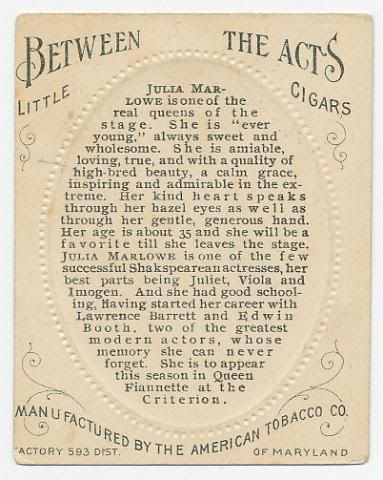 BETWEEN THE ACTS
LITTLE CIGARS
JULIA MAR-
LOWE is one of the
real queens of the
stage. She is "ever
young," always sweet and
wholesome. She is amiable,
loving, true, and with a quality of
high-bred beauty, a calm grace,
inspiring and admirable in the ex-
treme. Her kind heart speaks
through her hazel eyes as well as
through her gentle, generous hand.
Her age is about 35 and she will be a
favorite till she leaves the stage.
JULIA MARLOWE is one of the few
successful Shakspearean actresses, her
best parts being Juliet, Viola and
Imogen. And she had good school-
ing, Having started her career with
Lawrence Barrett and Edwin
Booth, two of the greatest
modern actors, whose
memory she can never
forget. She is to appear
this season in Queen
Fiannette at the
Criterion.
MANUFACTURED BY THE AMERICAN TOBACCO CO.
ACTORY 593 DIST. OF MARYLAND